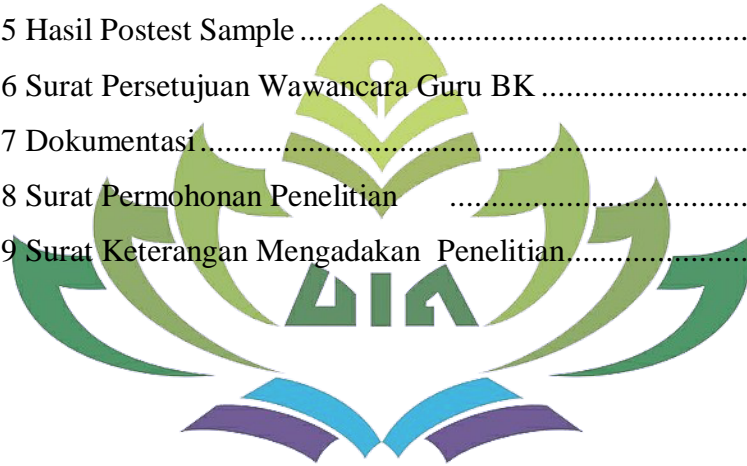 5 Hasil Postest Sample ............................................................
6 Surat Persetujuan Wawancara Guru BK ............................
7 Dokumentasi ..........................................................................
8 Surat Permohonan Penelitian ........................................
9 Surat Keterangan Mengadakan Penelitian.........................
UIN